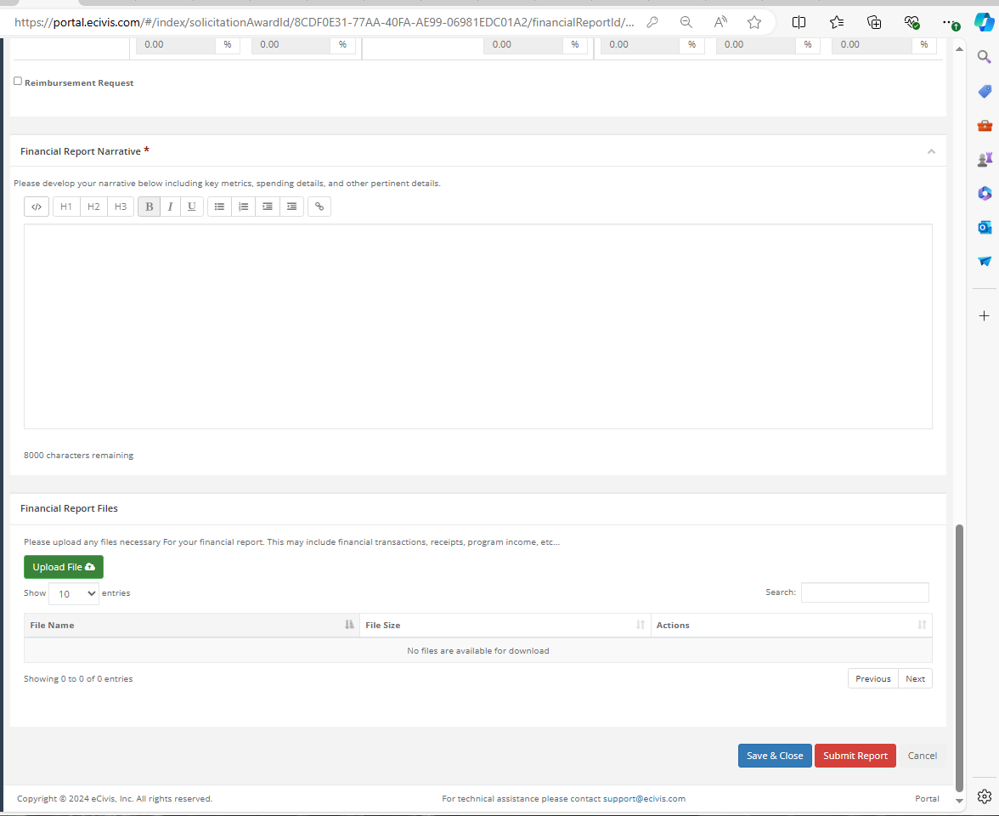 https://portal.ecivis.com/#/index/solicitationAwardId/8CDF0E31-77AA-40FA-AE99-06981EDC01A2/financialReportId/...
0.00 % 0.00 % 0.00 % 0.00 % 0.00 % 0.00 %
Reimbursement Request
Financial Report Narrative *
Please develop your narrative below including key metrics, spending details, and other pertinent details.
</> H1 H2 H3 B I U
8000 characters remaining
Financial Report Files
Please upload any files necessary For your financial report. This may include financial transactions, receipts, program income, etc...
Upload File
Show 10 entries Search:
File Name File Size Actions
No files are available for download
Showing 0 to 0 of 0 entries Previous Next
Save & Close Submit Report Cancel
Copyright © 2024 eCivis, Inc. All rights reserved. For technical assistance please contact support@ecivis.com Portal